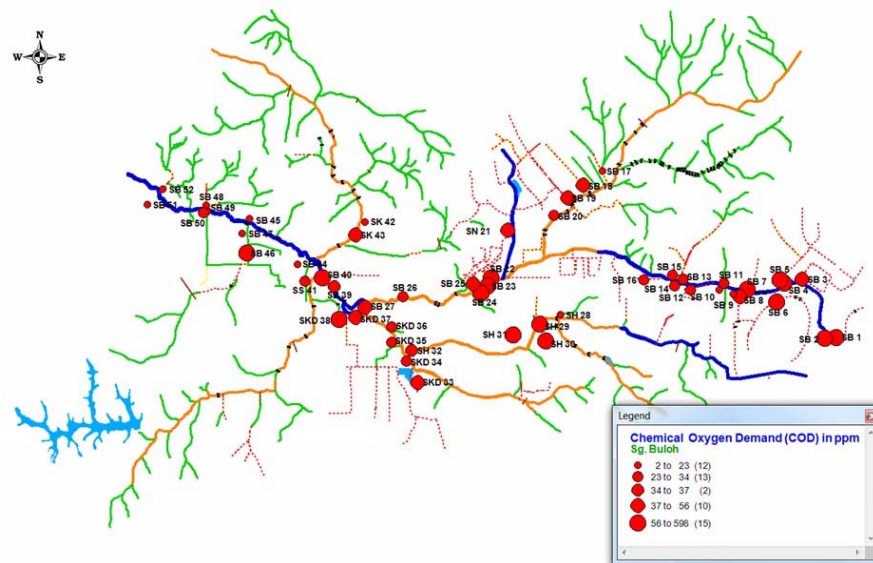 N
W E
S
SB 17
SB 18
SB 19
SB 20
SB 52
SB 51
SB 48
SB 49
SB 50
SB 45
SB 47
SB 46
SK 42
SK 43
SN 21
SB 44
SS 41
SB 40
SB 39
SB 26
SB 25
SB 22
SB 23
SB 24
SB 27
SKD 38
SKD 37
SKD 36
SKD 35
SH 32
SKD 34
SKD 33
SH 28
SH 29
SH 31
SH 30
SB 16
SB 15
SB 13
SB 14
SB 12
SB 11
SB 10
SB 7
SB 9
SB 8
SB 5
SB 4
SB 3
SB 6
SB 2
SB 1
Legend
Chemical Oxygen Demand (COD) in ppm
Sg. Buloh
2 to 23 (12)
23 to 34 (13)
34 to 37 (2)
37 to 56 (10)
56 to 598 (15)